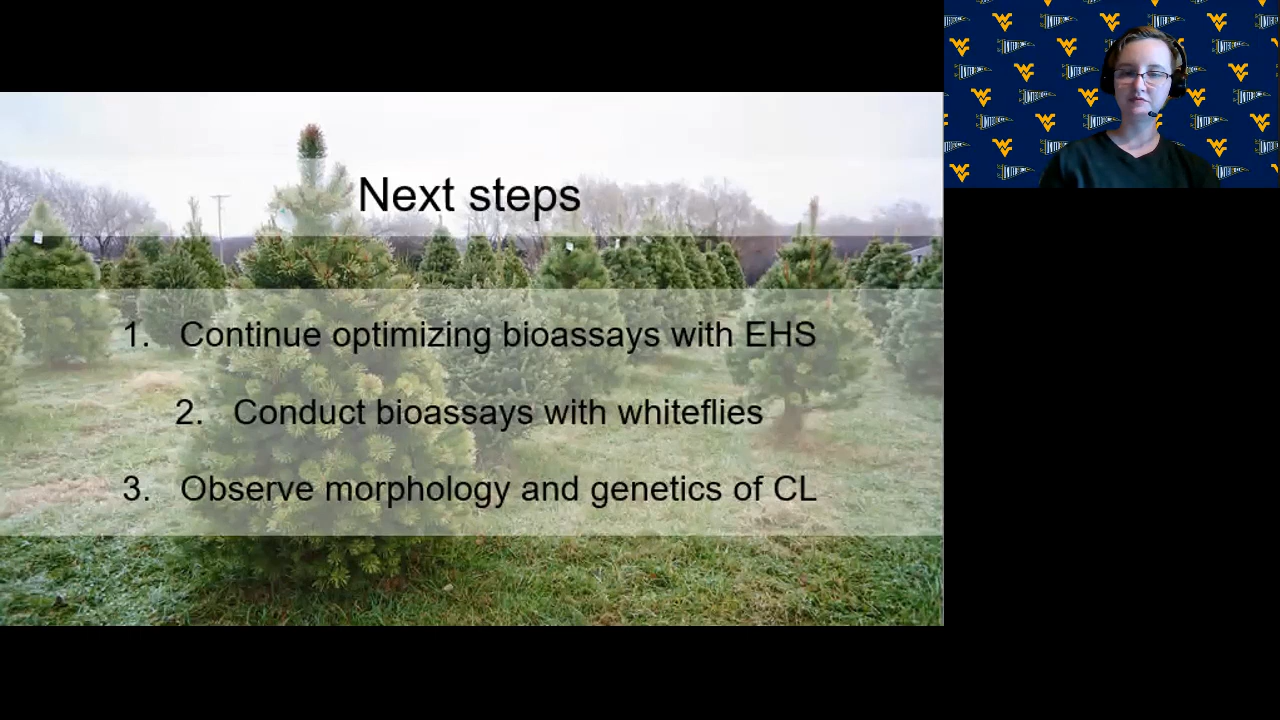 Next steps
1. Continue optimizing bioassays with EHS
2. Conduct bioassays with whiteflies
3. Observe morphology and genetics of CL